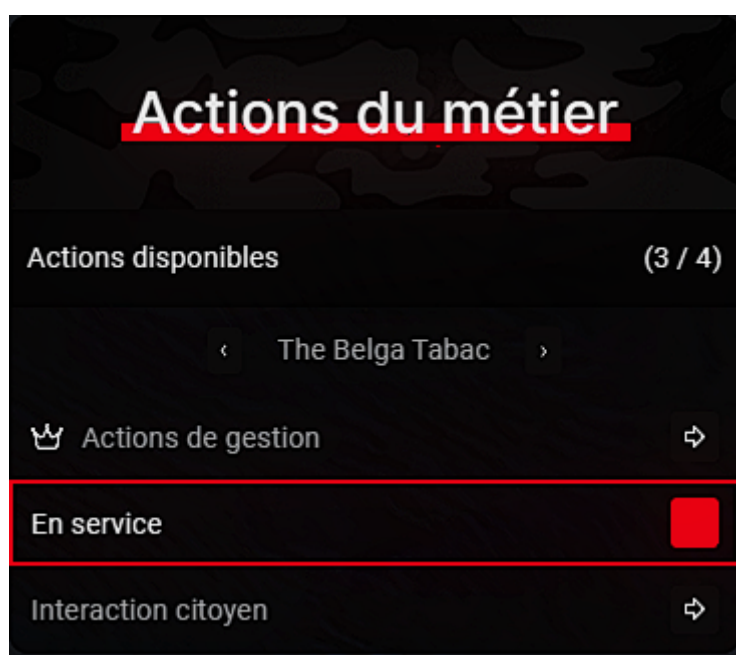 Actions du métier
Actions disponibles (3 / 4)
‹ The Belga Tabac ›
Actions de gestion
En service
Interaction citoyen